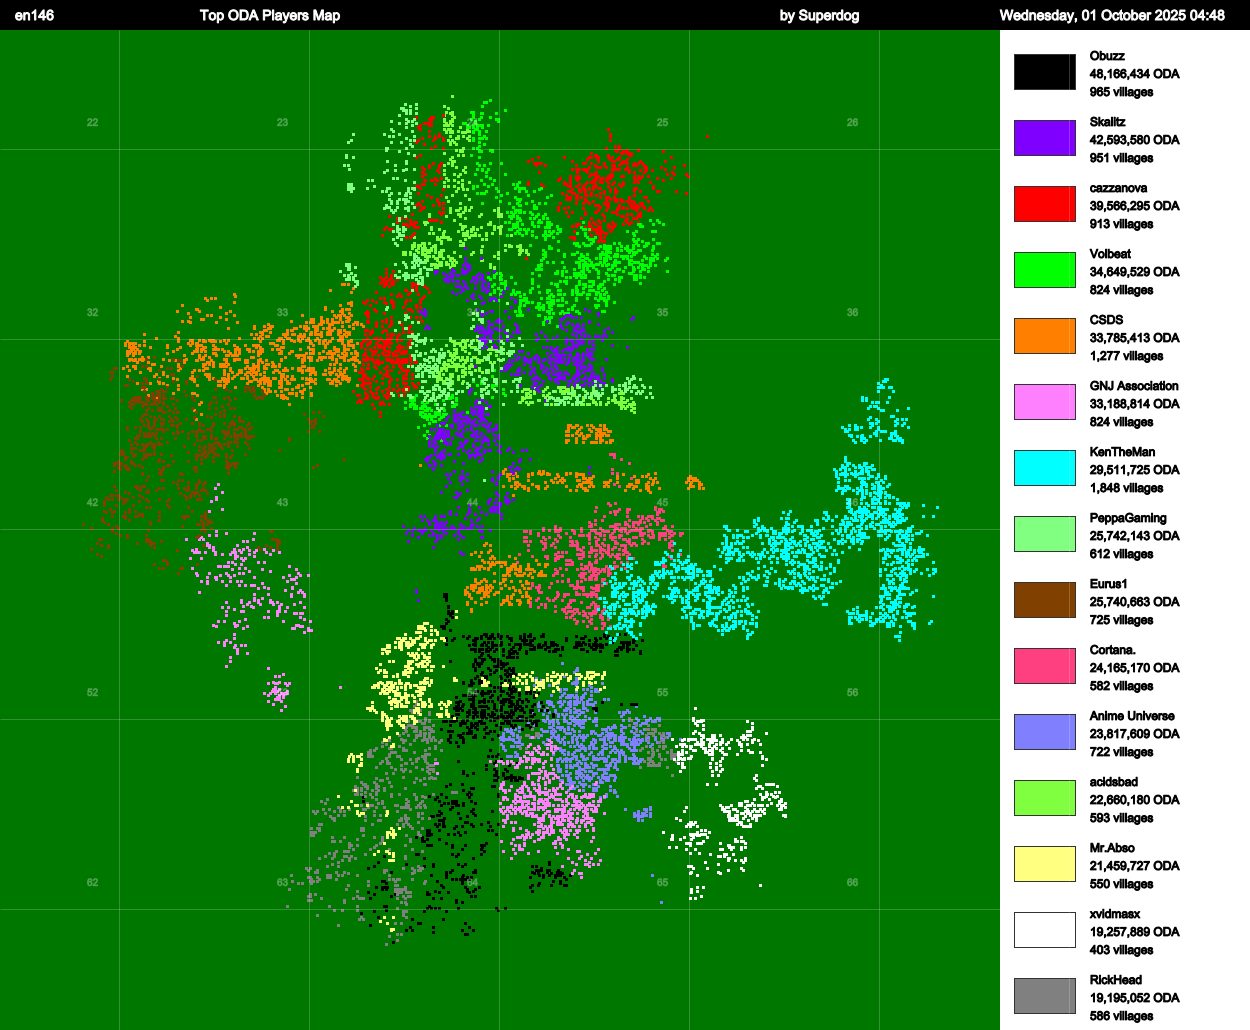 en146 Top ODA Players Map by Superdog Wednesday, 01 October 2025 04:48
22 23 25 26
32 33 35 36
42 43 44 45
52 55 56
62 63 64 65 66
Obuzz
48,166,434 ODA
965 villages
Skalitz
42,593,580 ODA
951 villages
cazzanova
39,566,295 ODA
913 villages
Volbeat
34,649,529 ODA
824 villages
CSDS
33,785,413 ODA
1,277 villages
GNJ Association
33,188,814 ODA
824 villages
KenTheMan
29,511,725 ODA
1,848 villages
PeppaGaming
25,742,143 ODA
612 villages
Eurus1
25,740,663 ODA
725 villages
Cortana.
24,165,170 ODA
582 villages
Anime Universe
23,817,609 ODA
722 villages
acidsbad
22,660,180 ODA
593 villages
Mr.Abso
21,459,727 ODA
550 villages
xvidmasx
19,257,889 ODA
403 villages
RickHead
19,195,052 ODA
586 villages